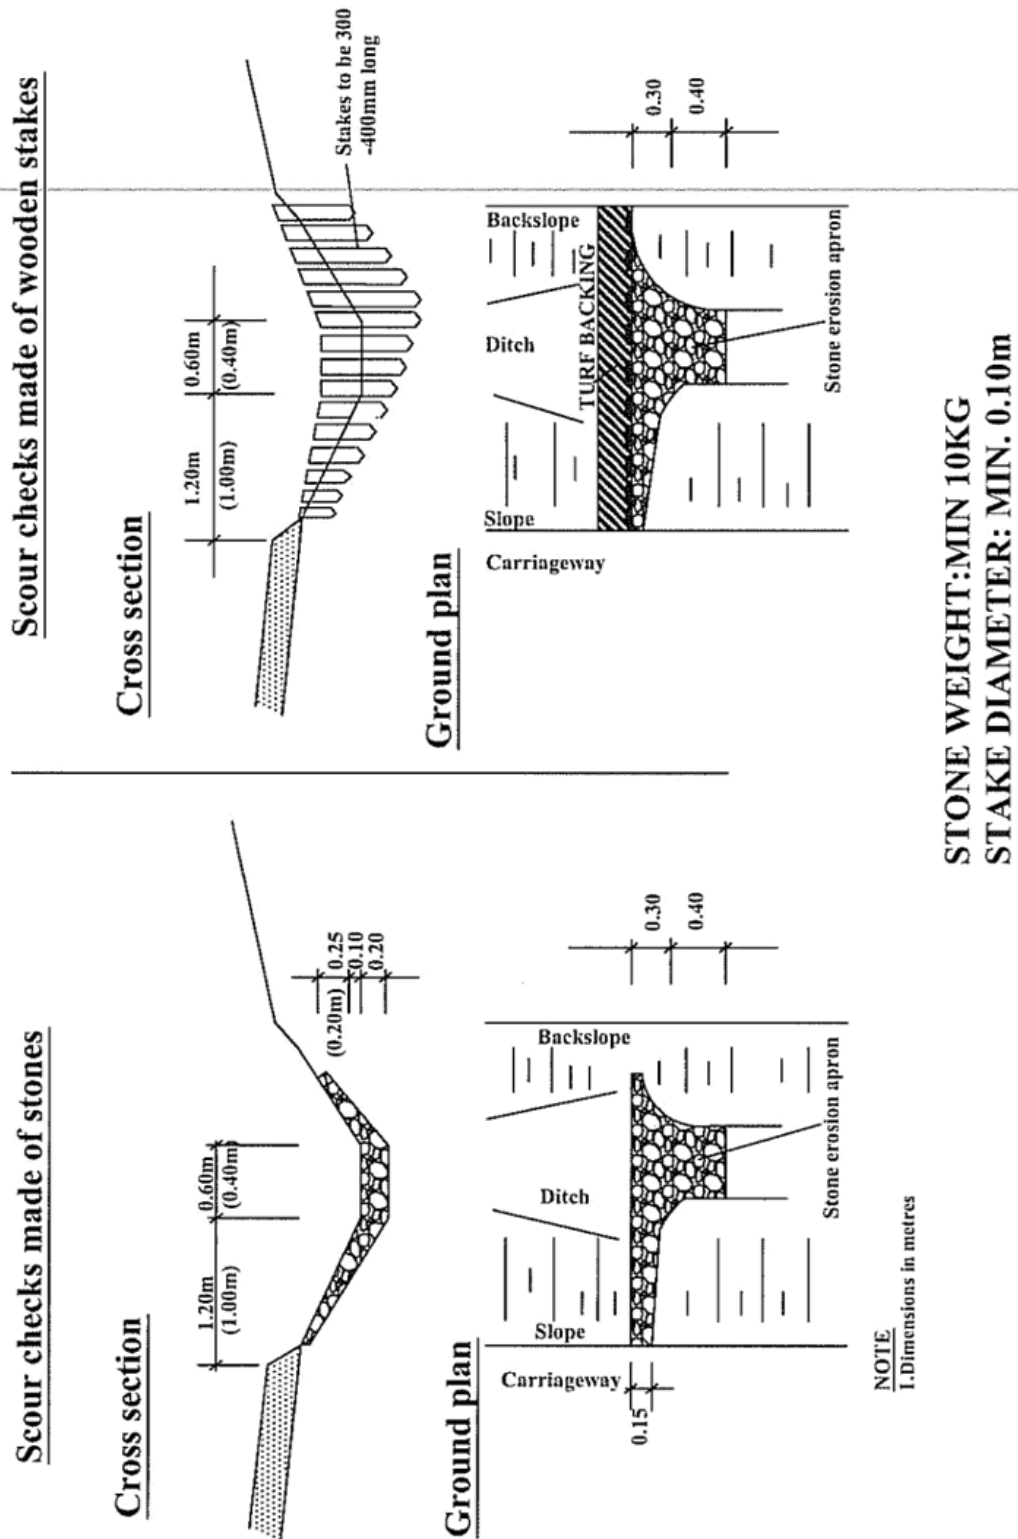 Scour checks made of stones
Cross section
1.20m
(1.00m)
0.60m
(0.40m)
(0.20m)
0.25
0.10
0.20
Ground plan
Carriageway
Slope
Ditch
Backslope
0.15
0.30
0.40
Stone erosion apron
NOTE
1.Dimensions in metres
Scour checks made of wooden stakes
Cross section
1.20m
(1.00m)
0.60m
(0.40m)
Stakes to be 300
-400mm long
Ground plan
Carriageway
Slope
Ditch
Backslope
TURF BACKING
0.30
0.40
Stone erosion apron
STONE WEIGHT:MIN 10KG
STAKE DIAMETER: MIN. 0.10m